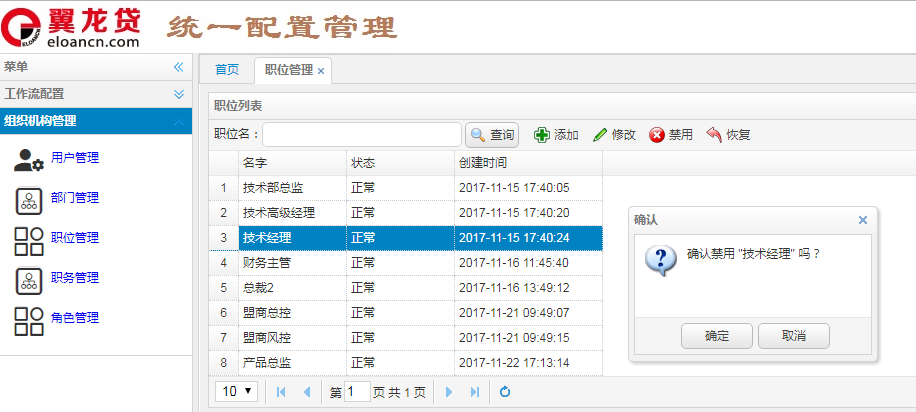 翼龙贷 统一配置管理
eloancn.com
ELOANCN
菜单
工作流配置
组织机构管理
用户管理
部门管理
职位管理
职务管理
角色管理
首页 职位管理
职位列表
职位名： 查询 添加 修改 禁用 恢复
名字 状态 创建时间
1 技术部总监 正常 2017-11-15 17:40:05
2 技术高级经理 正常 2017-11-15 17:40:20
3 技术经理 正常 2017-11-15 17:40:24
4 财务主管 正常 2017-11-16 11:45:40
5 总裁2 正常 2017-11-16 13:49:12
6 盟商总控 正常 2017-11-21 09:49:07
7 盟商风控 正常 2017-11-21 09:49:15
8 产品总监 正常 2017-11-22 17:13:14
10 第 1 页 共 1 页
确认
确认禁用 "技术经理" 吗？
确定 取消